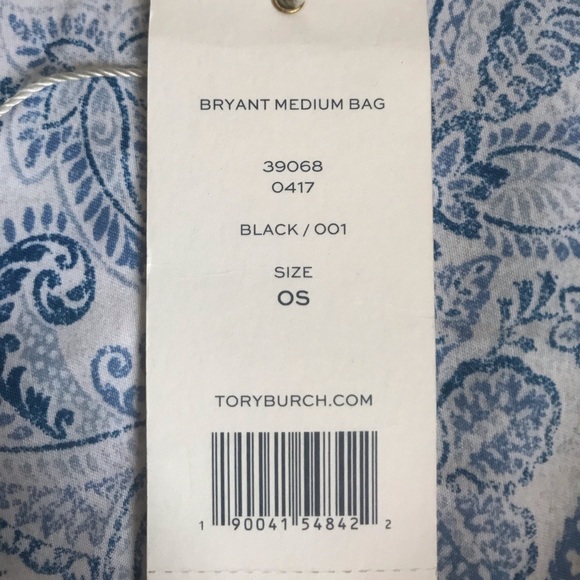 BRYANT MEDIUM BAG
39068
0417
BLACK / 001
SIZE
OS
TORYBURCH.COM
1 90041 54842 2